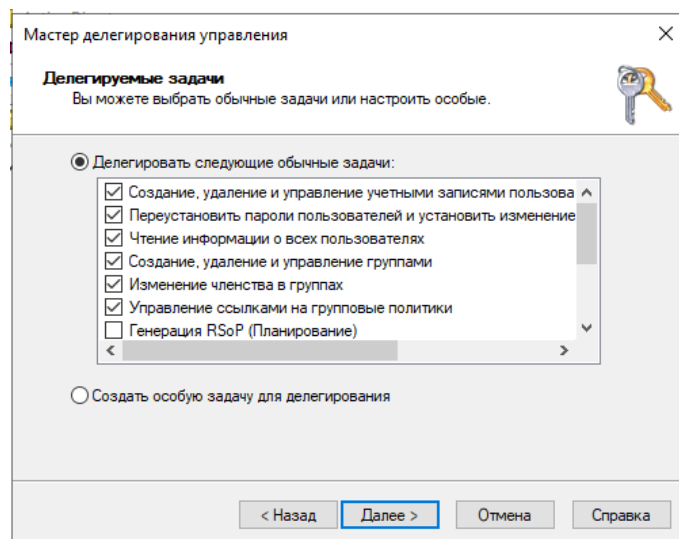 Мастер делегирования управления
Делегируемые задачи
Вы можете выбрать обычные задачи или настроить особые.
Делегировать следующие обычные задачи:
Создание, удаление и управление учетными записями пользова
Переустановить пароли пользователей и установить изменение
Чтение информации о всех пользователях
Создание, удаление и управление группами
Изменение членства в группах
Управление ссылками на групповые политики
Генерация RSoP (Планирование)
Создать особую задачу для делегирования
< Назад
Далее >
Отмена
Справка